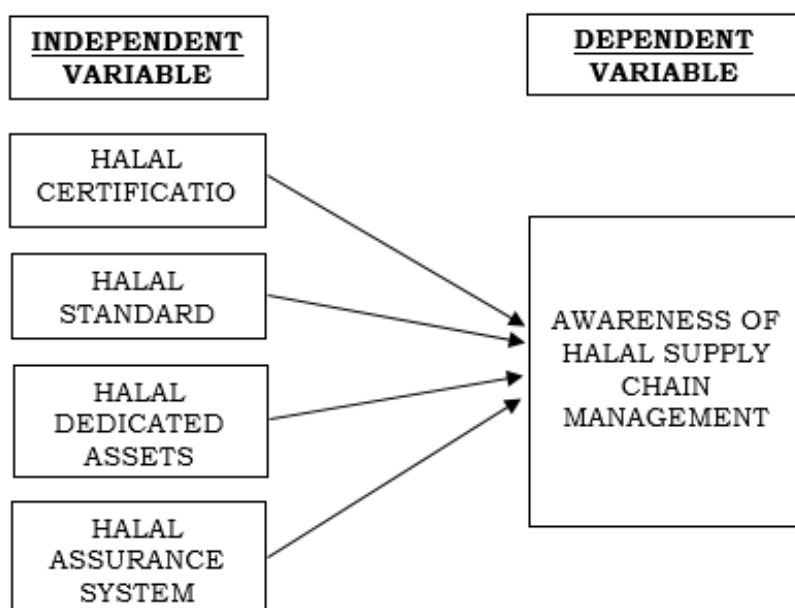 INDEPENDENT
VARIABLE
DEPENDENT
VARIABLE
HALAL
CERTIFICATIO
HALAL
STANDARD
HALAL
DEDICATED
ASSETS
HALAL
ASSURANCE
SYSTEM
AWARENESS OF
HALAL SUPPLY
CHAIN
MANAGEMENT